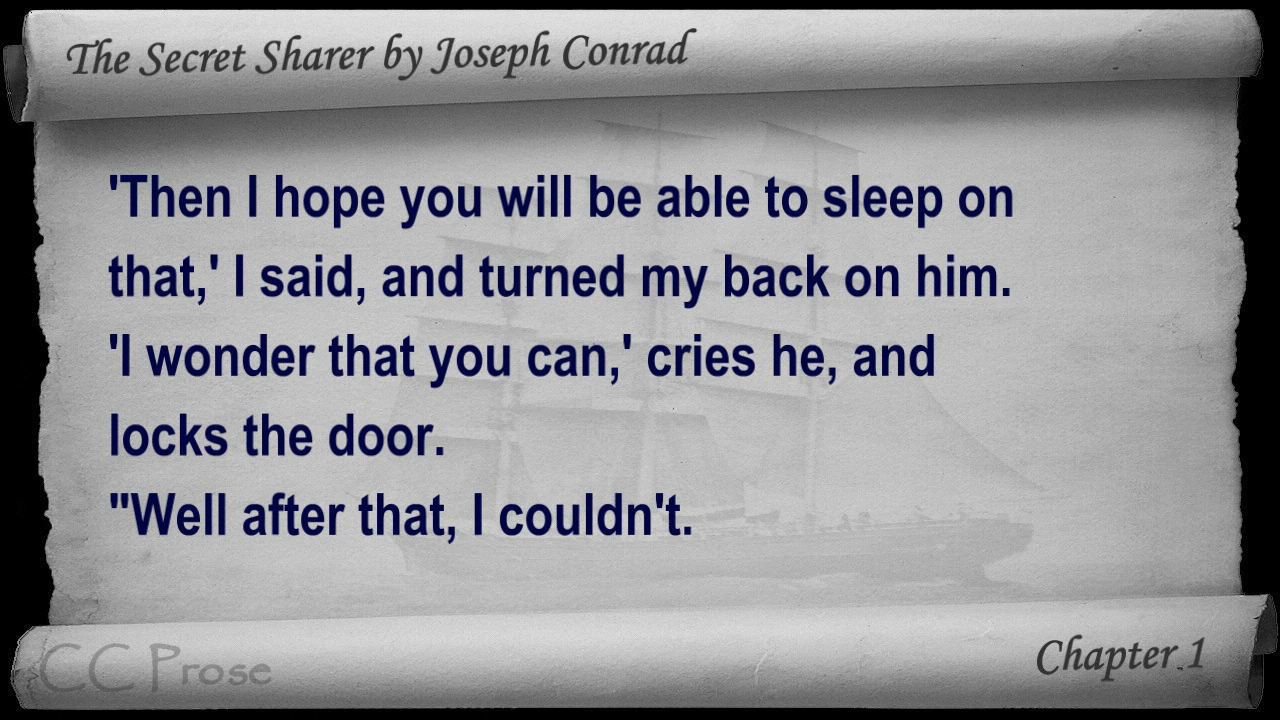 The Secret Sharer by Joseph Conrad
'Then I hope you will be able to sleep on
that,' I said, and turned my back on him.
'I wonder that you can,' cries he, and
locks the door.
"Well after that, I couldn't.
CC Prose
Chapter 1